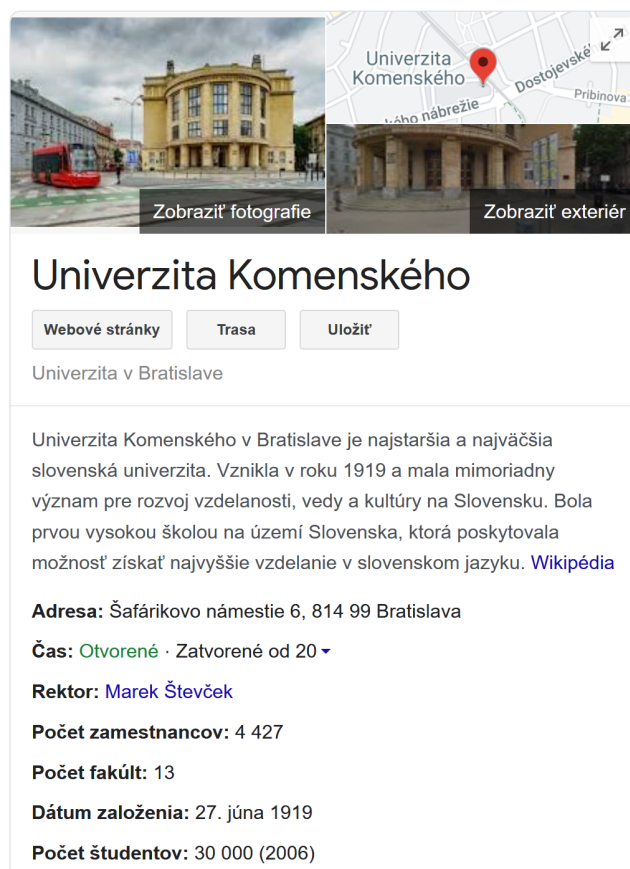 Univerzita
Komenského
Dostojevské
Pribinova
kého nábrežie
Zobraziť fotografie
Zobraziť exteriér
Univerzita Komenského
Webové stránky
Trasa
Uložiť
Univerzita v Bratislave
Univerzita Komenského v Bratislave je najstaršia a najväčšia
slovenská univerzita. Vznikla v roku 1919 a mala mimoriadny
význam pre rozvoj vzdelanosti, vedy a kultúry na Slovensku. Bola
prvou vysokou školou na území Slovenska, ktorá poskytovala
možnosť získať najvyššie vzdelanie v slovenskom jazyku. Wikipédia
Adresa: Šafárikovo námestie 6, 814 99 Bratislava
Čas: Otvorené · Zatvorené od 20
Rektor: Marek Števček
Počet zamestnancov: 4 427
Počet fakúlt: 13
Dátum založenia: 27. júna 1919
Počet študentov: 30 000 (2006)